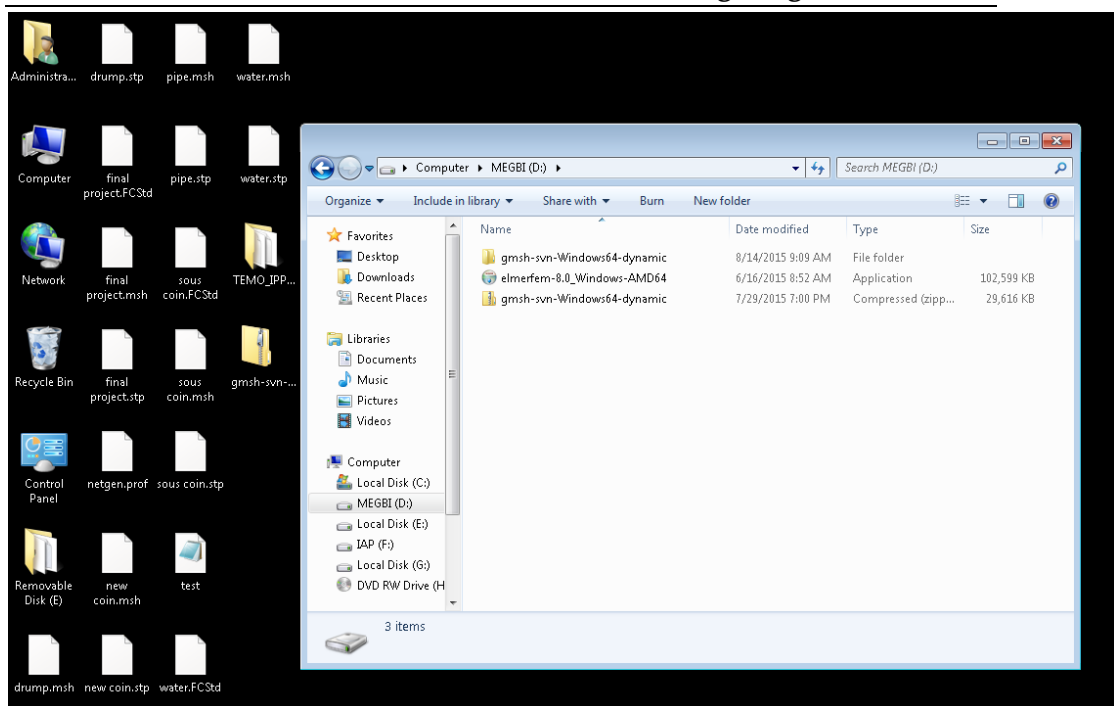 Administra...
drump.stp
pipe.msh
water.msh
Computer
final
project.FCStd
pipe.stp
water.stp
Network
final
project.msh
sous
coin.FCStd
TEMO_IPP...
Recycle Bin
final
project.stp
sous
coin.msh
gmsh-svn-...
Control
Panel
netgen.prof
sous coin.stp
Removable
Disk (E)
new
coin.msh
test
drump.msh
new coin.stp
water.FCStd
Computer MEGBI (D:)
Search MEGBI (D:)
Organize
Include in library
Share with
Burn
New folder
Favorites
Desktop
Downloads
Recent Places
Libraries
Documents
Music
Pictures
Videos
Computer
Local Disk (C:)
MEGBI (D:)
Local Disk (E:)
IAP (F:)
Local Disk (G:)
DVD RW Drive (H
Name Date modified Type Size
gmsh-svn-Windows64-dynamic 8/14/2015 9:09 AM File folder
elmerfem-8.0_Windows-AMD64 6/16/2015 8:52 AM Application 102,599 KB
gmsh-svn-Windows64-dynamic 7/29/2015 7:00 PM Compressed (zipp... 29,616 KB
3 items